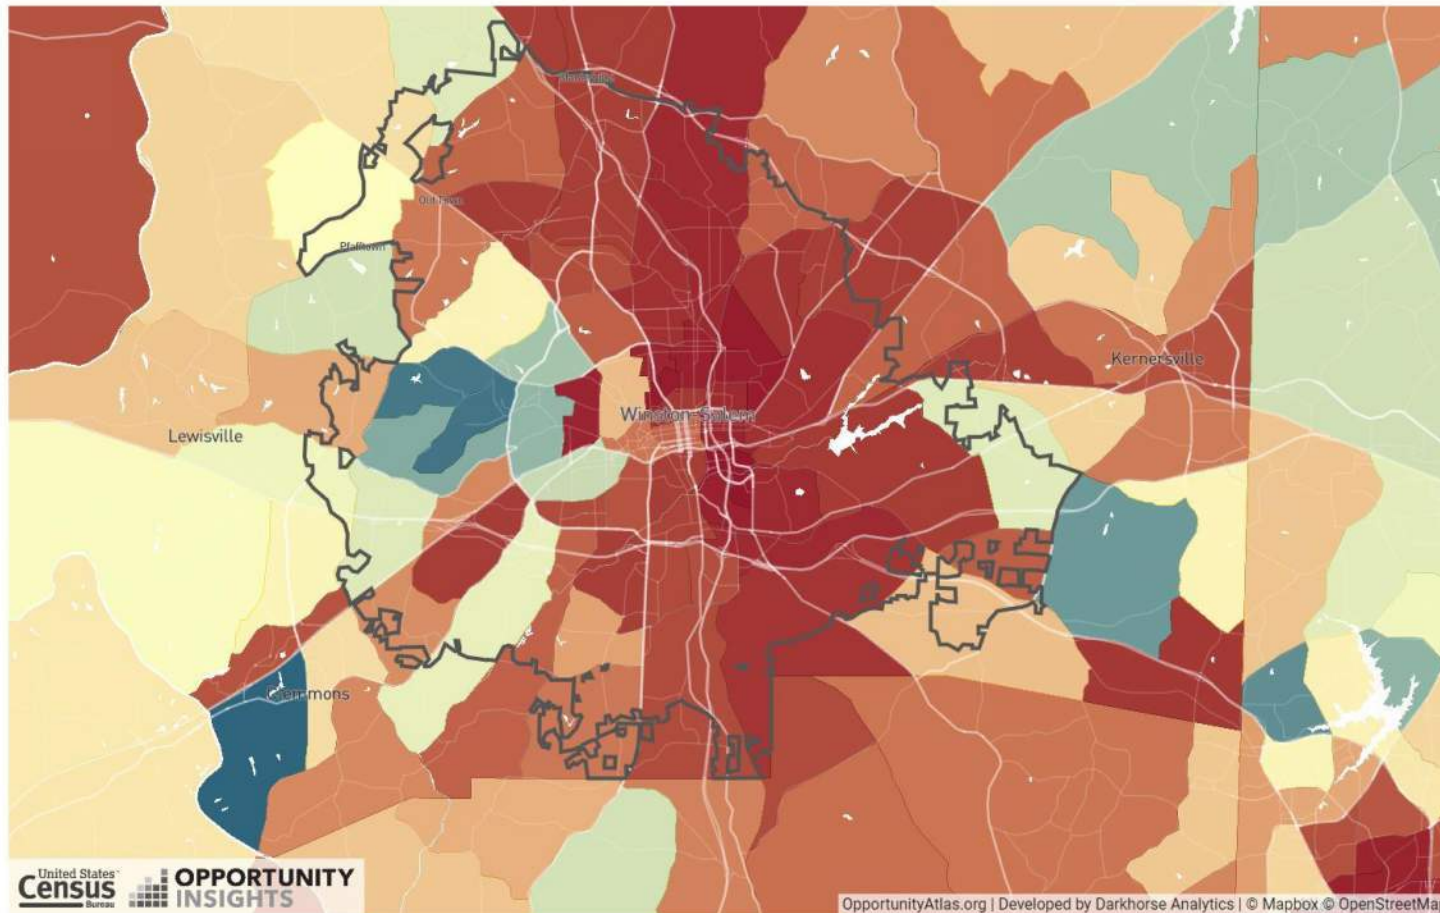 Pfafftown
Winston-Salem
Kernersville
Lewisville
Clemmons
United States
Census
Bureau
OPPORTUNITY
INSIGHTS
OpportunityAtlas.org | Developed by Darkhorse Analytics | © Mapbox © OpenStreetMap